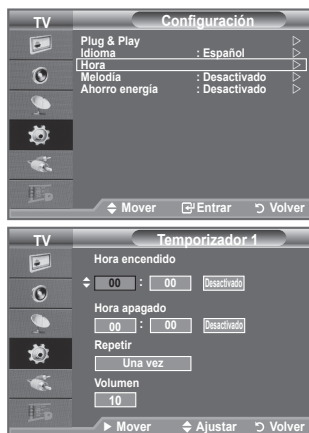 TV Configuración
Plug & Play
Idioma : Español
Hora
Melodía : Desactivado
Ahorro energía : Desactivado
Mover Entrar Volver
TV Temporizador 1
Hora encendido
00 : 00 Desactivado
Hora apagado
00 : 00 Desactivado
Repetir
Una vez
Volumen
10
Mover Ajustar Volver